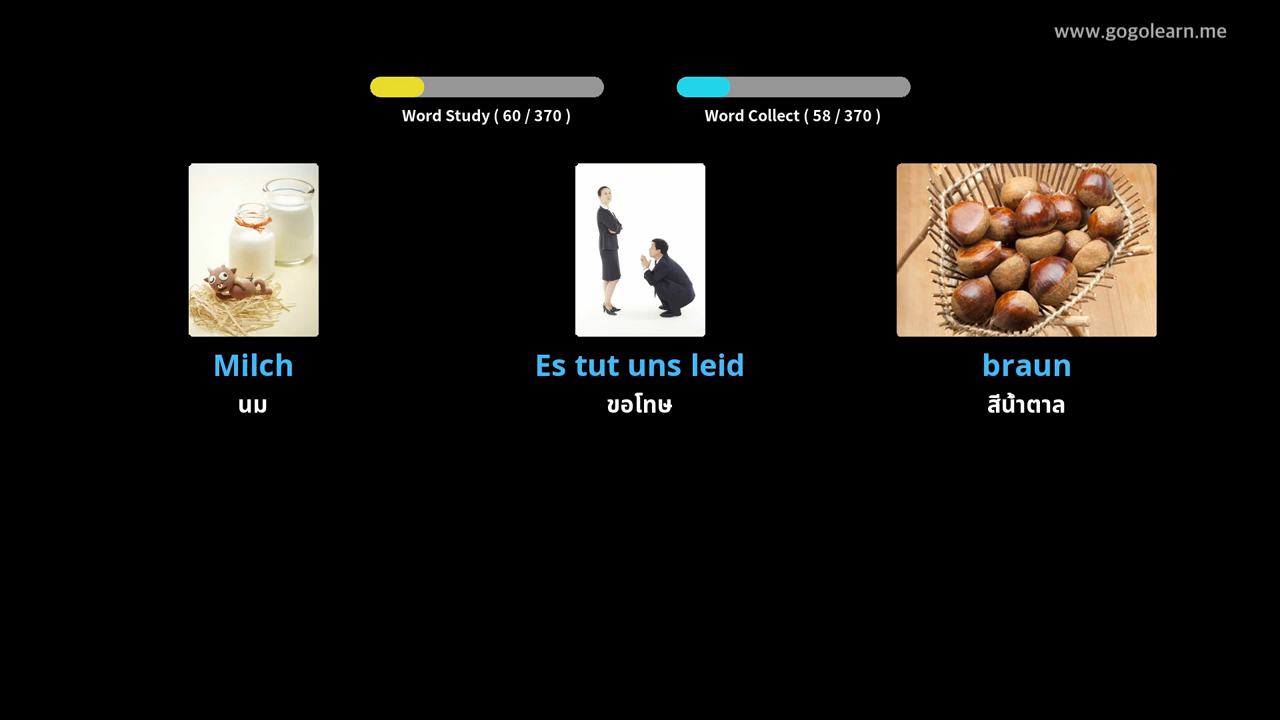 www.gogolearn.me
Word Study ( 60 / 370 )
Word Collect ( 58 / 370 )
Milch
Es tut uns leid
braun
นม
ขอโทษ
สีน้ำตาล